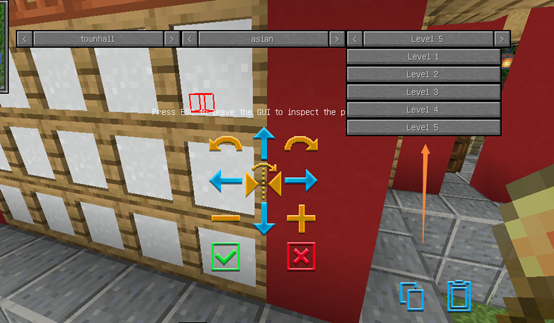 < townhall > < asian > < Level 5 >
Level 1
Level 2
Level 3
Level 4
Level 5
Press to leave the GUI to inspect the